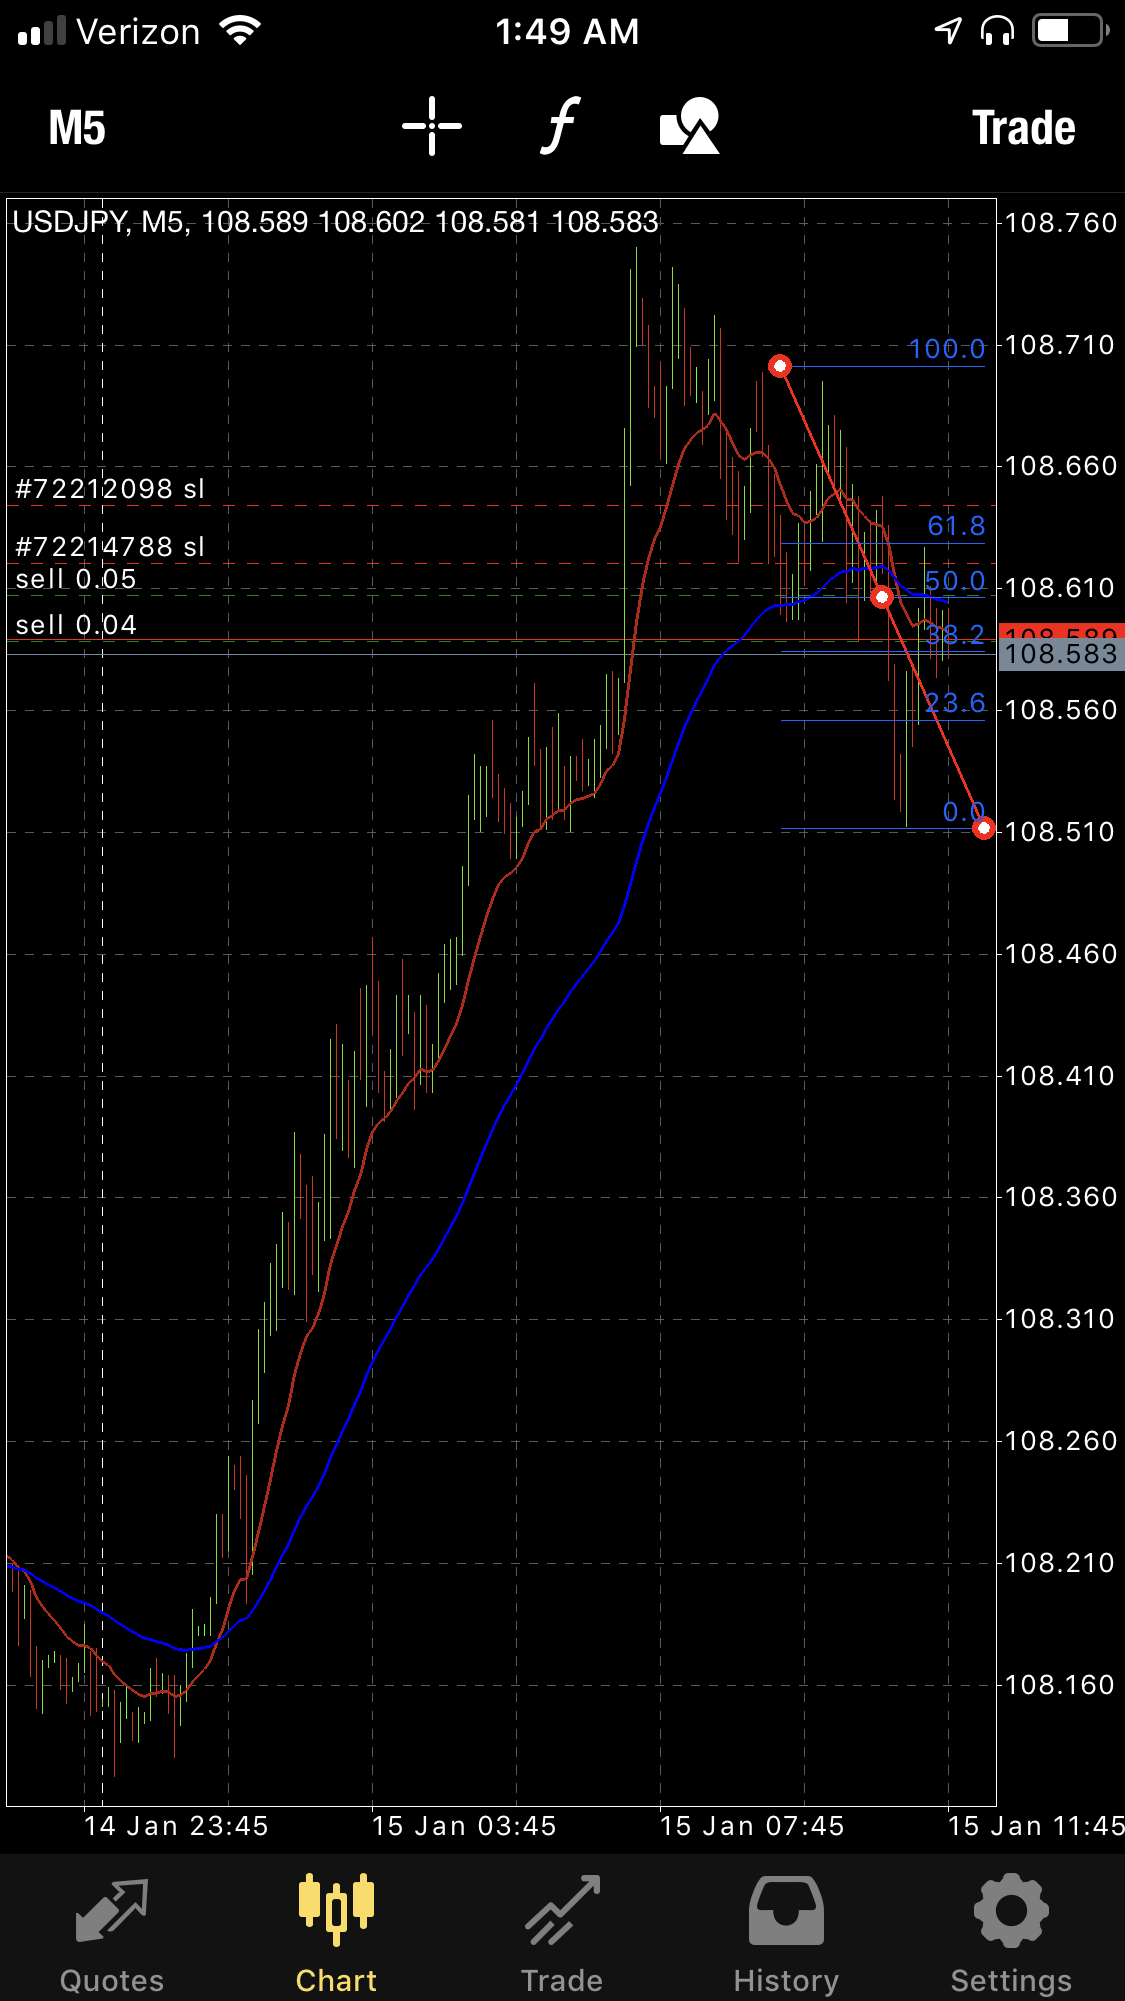 Verizon 1:49 AM
M5 f Trade
USDJPY, M5, 108.589 108.602 108.581 108.583
108.760
100.0
108.710
108.660
#72212098 sl
61.8
#72214788 sl
sell 0.05
50.0
108.610
sell 0.04
38.2
108.589
108.583
23.6
108.560
0.0
108.510
108.460
108.410
108.360
108.310
108.260
108.210
108.160
14 Jan 23:45 15 Jan 03:45 15 Jan 07:45 15 Jan 11:45
Quotes Chart Trade History Settings